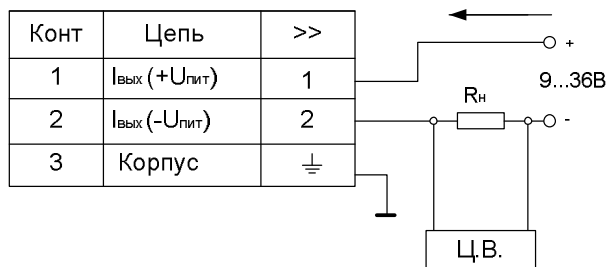 Конт Цепь >>
1 Iвых (+Uпит) 1
2 Iвых (-Uпит) 2
3 Корпус
+
9...36В
Rн
-
Ц.В.